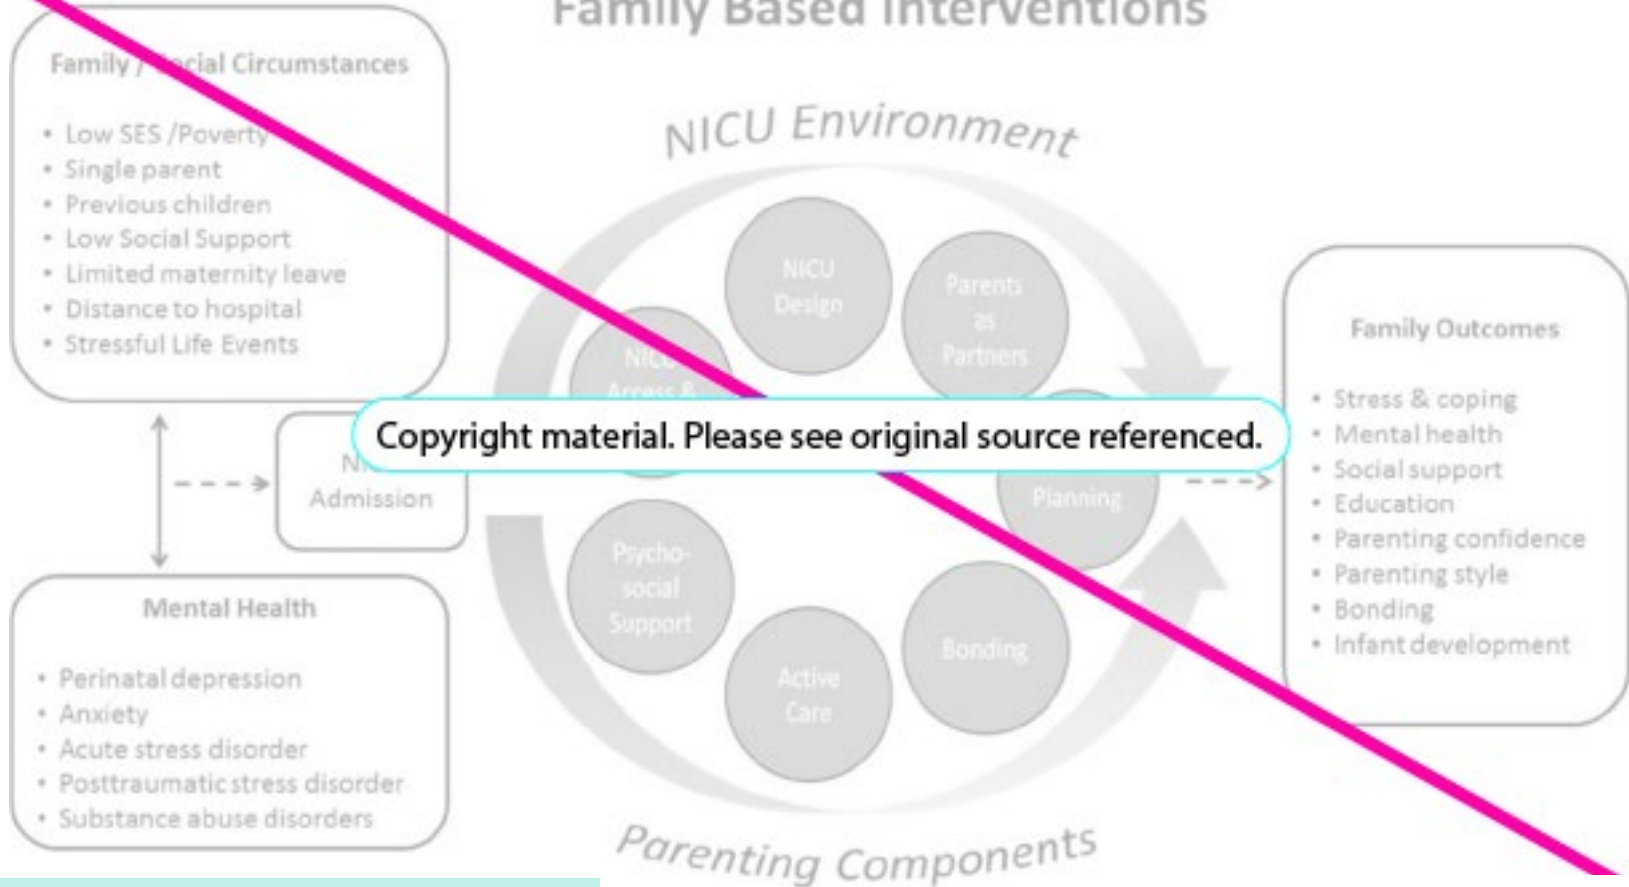 Family Based Interventions
Family / Social Circumstances
• Low SES /Poverty
• Single parent
• Previous children
• Low Social Support
• Limited maternity leave
• Distance to hospital
• Stressful Life Events
NICU Environment
NICU
Design
Parents
as
Partners
NICU
Access &
Copyright material. Please see original source referenced.
Admission
Planning
Psycho-
social
Support
Active
Care
Bonding
Parenting Components
Mental Health
• Perinatal depression
• Anxiety
• Acute stress disorder
• Posttraumatic stress disorder
• Substance abuse disorders
Family Outcomes
• Stress & coping
• Mental health
• Social support
• Education
• Parenting confidence
• Parenting style
• Bonding
• Infant development